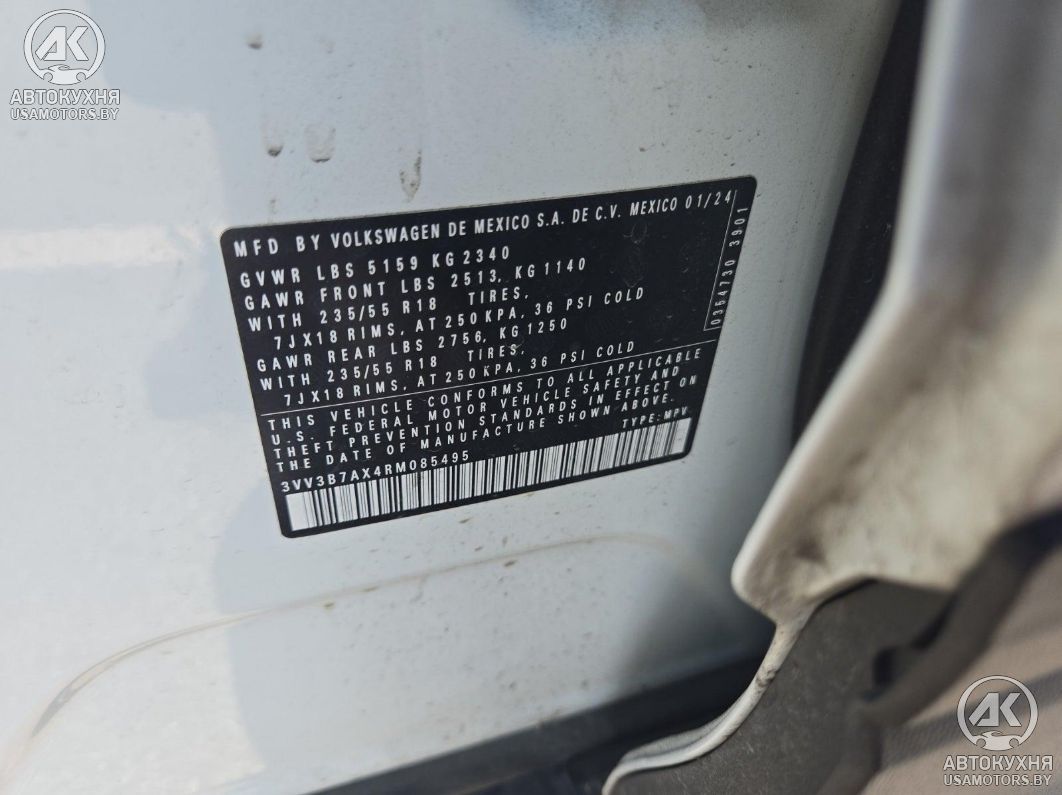 АК
АВТОКУХНЯ
USAMOTORS.BY
MFD BY VOLKSWAGEN DE MEXICO S.A. DE C.V. MEXICO 01/24
GVWR LBS 5159 KG 2340
GAWR FRONT LBS 2513, KG 1140
WITH 235/55 R18 TIRES,
7JX18 RIMS, AT 250 KPA, 36 PSI COLD
GAWR REAR LBS 2756, KG 1250
WITH 235/55 R18 TIRES,
7JX18 RIMS, AT 250 KPA, 36 PSI COLD
0354730 3901
THIS VEHICLE CONFORMS TO ALL APPLICABLE
U.S. FEDERAL MOTOR VEHICLE SAFETY AND
THEFT PREVENTION STANDARDS IN EFFECT ON
THE DATE OF MANUFACTURE SHOWN ABOVE.
TYPE: MPV
3VV3B7AX4RM085495
АК
АВТОКУХНЯ
USAMOTORS.BY